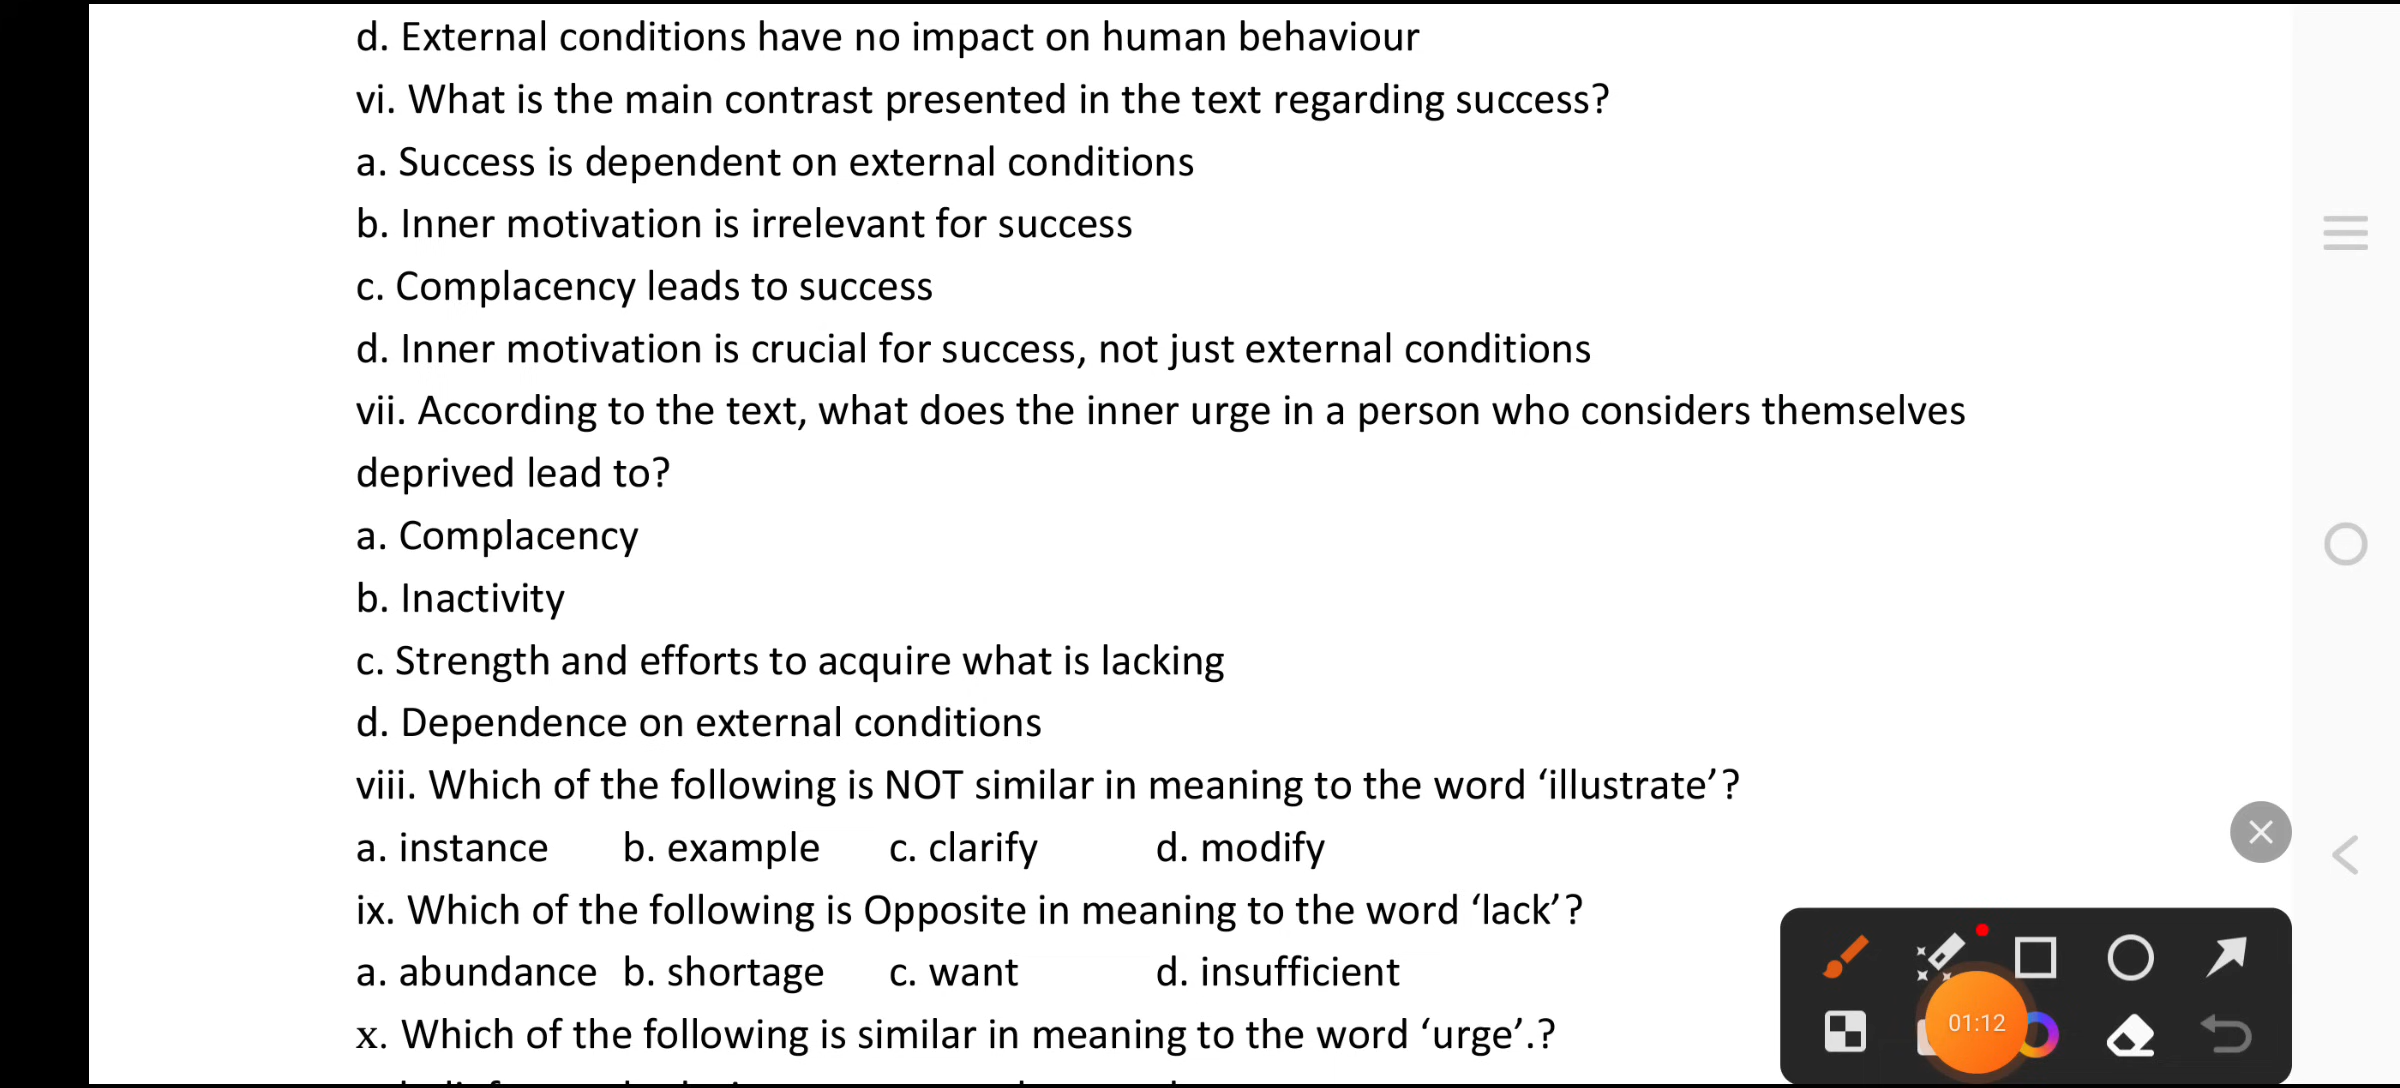 d. External conditions have no impact on human behaviour
vi. What is the main contrast presented in the text regarding success?
a. Success is dependent on external conditions
b. Inner motivation is irrelevant for success
c. Complacency leads to success
d. Inner motivation is crucial for success, not just external conditions
vii. According to the text, what does the inner urge in a person who considers themselves
deprived lead to?
a. Complacency
b. Inactivity
c. Strength and efforts to acquire what is lacking
d. Dependence on external conditions
viii. Which of the following is NOT similar in meaning to the word ‘illustrate’?
a. instance b. example c. clarify d. modify
ix. Which of the following is Opposite in meaning to the word ‘lack’?
a. abundance b. shortage c. want d. insufficient
x. Which of the following is similar in meaning to the word ‘urge’.?
01:12